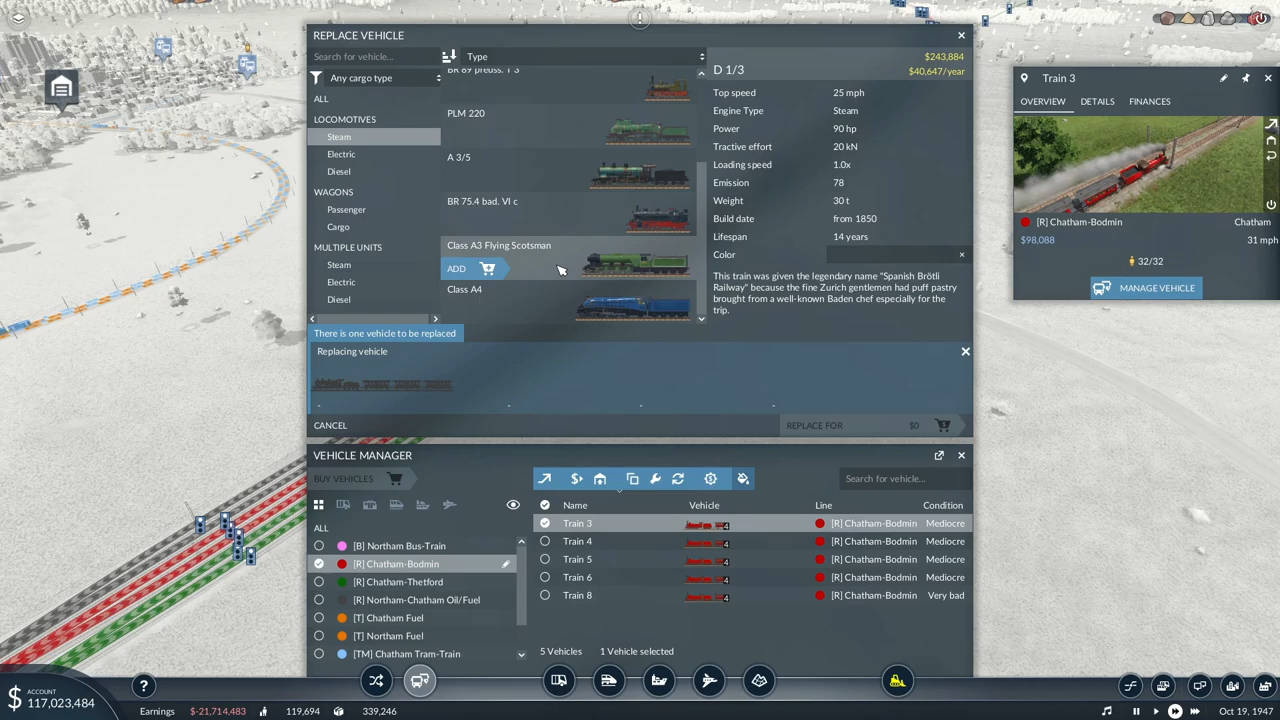 REPLACE VEHICLE
Search for vehicle...
Type
Any cargo type
ALL
LOCOMOTIVES
Steam
Electric
Diesel
WAGONS
Passenger
Cargo
MULTIPLE UNITS
Steam
Electric
Diesel
BR 89 preuss. T 3
PLM 220
A 3/5
BR 75.4 bad. VI c
Class A3 Flying Scotsman
ADD
Class A4
$243,884
D 1/3
$40,647/year
Top speed 25 mph
Engine Type Steam
Power 90 hp
Tractive effort 20 kN
Loading speed 1.0x
Emission 78
Weight 30 t
Build date from 1850
Lifespan 14 years
Color
This train was given the legendary name "Spanish Brötli
Railway" because the fine Zurich gentlemen had puff pastry
brought from a well-known Baden chef especially for the
trip.
There is one vehicle to be replaced
Replacing vehicle
- - - -
CANCEL
REPLACE FOR $0
Train 3
OVERVIEW DETAILS FINANCES
[R] Chatham-Bodmin Chatham
$98,088 31 mph
32/32
MANAGE VEHICLE
VEHICLE MANAGER
BUY VEHICLES
Search for vehicle...
ALL
[B] Northam Bus-Train
[R] Chatham-Bodmin
[R] Chatham-Thetford
[R] Northam-Chatham Oil/Fuel
[T] Chatham Fuel
[T] Northam Fuel
[TM] Chatham Tram-Train
Name Vehicle Line Condition
Train 3 4 [R] Chatham-Bodmin Mediocre
Train 4 4 [R] Chatham-Bodmin Mediocre
Train 5 4 [R] Chatham-Bodmin Mediocre
Train 6 4 [R] Chatham-Bodmin Mediocre
Train 8 4 [R] Chatham-Bodmin Very bad
5 Vehicles 1 Vehicle selected
$ ACCOUNT
117,023,484
?
Earnings $-21,714,483 119,694 339,246
Oct 19, 1947